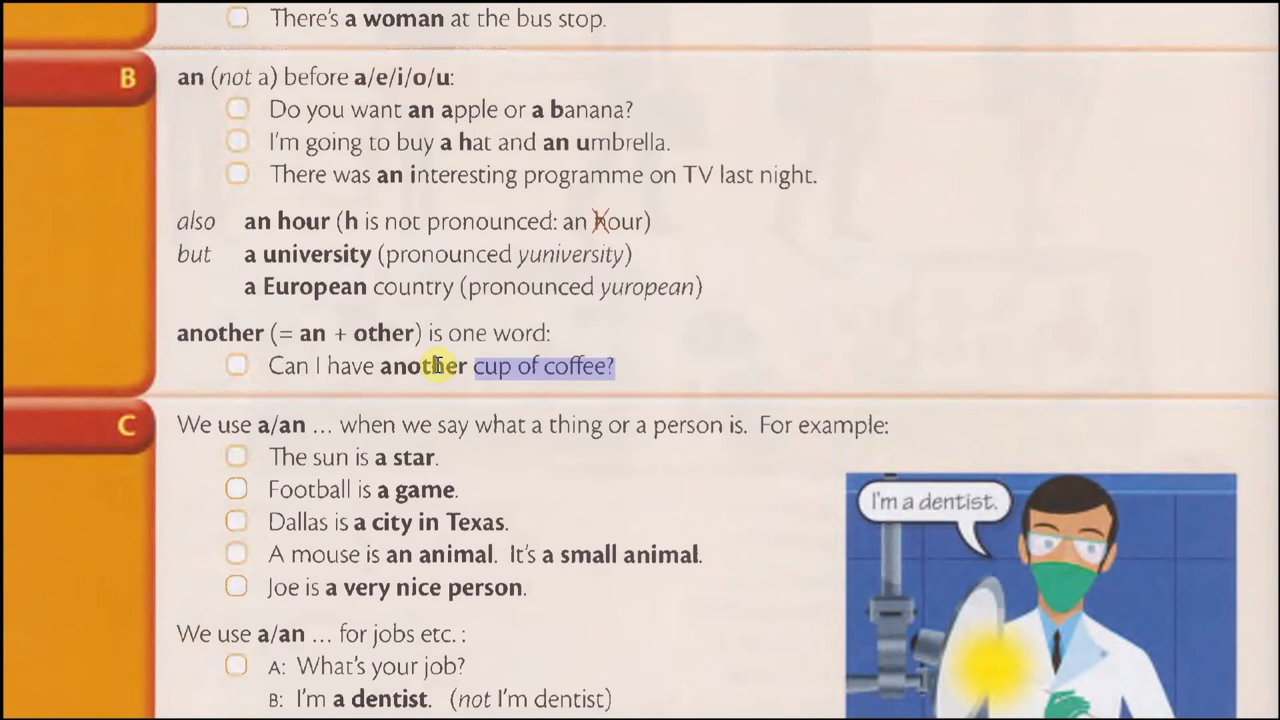 There's a woman at the bus stop.
B
an (not a) before a/e/i/o/u:
Do you want an apple or a banana?
I'm going to buy a hat and an umbrella.
There was an interesting programme on TV last night.
also an hour (h is not pronounced: an hour)
but a university (pronounced yuniversity)
a European country (pronounced yuropean)
another (= an + other) is one word:
Can I have another cup of coffee?
C
We use a/an ... when we say what a thing or a person is. For example:
The sun is a star.
Football is a game.
Dallas is a city in Texas.
A mouse is an animal. It's a small animal.
Joe is a very nice person.
I'm a dentist.
We use a/an ... for jobs etc.:
A: What's your job?
B: I'm a dentist. (not I'm dentist)